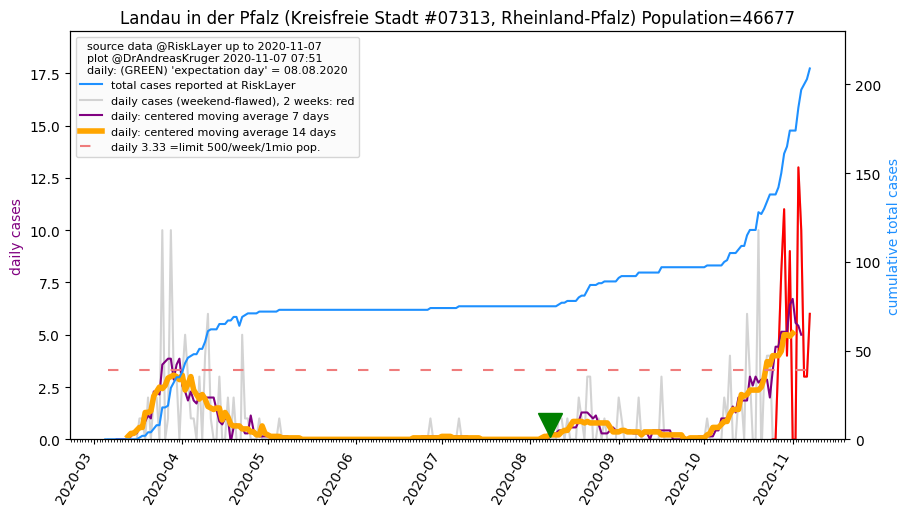 Landau in der Pfalz (Kreisfreie Stadt #07313, Rheinland-Pfalz) Population=46677
source data @RiskLayer up to 2020-11-07
plot @DrAndreasKruger 2020-11-07 07:51
daily: (GREEN) 'expectation day' = 08.08.2020
total cases reported at RiskLayer
daily cases (weekend-flawed), 2 weeks: red
daily: centered moving average 7 days
daily: centered moving average 14 days
daily 3.33 =limit 500/week/1mio pop.
daily cases
17.5
15.0
12.5
10.0
7.5
5.0
2.5
0.0
200
150
100
50
0
cumulative total cases
2020-03
2020-04
2020-05
2020-06
2020-07
2020-08
2020-09
2020-10
2020-11